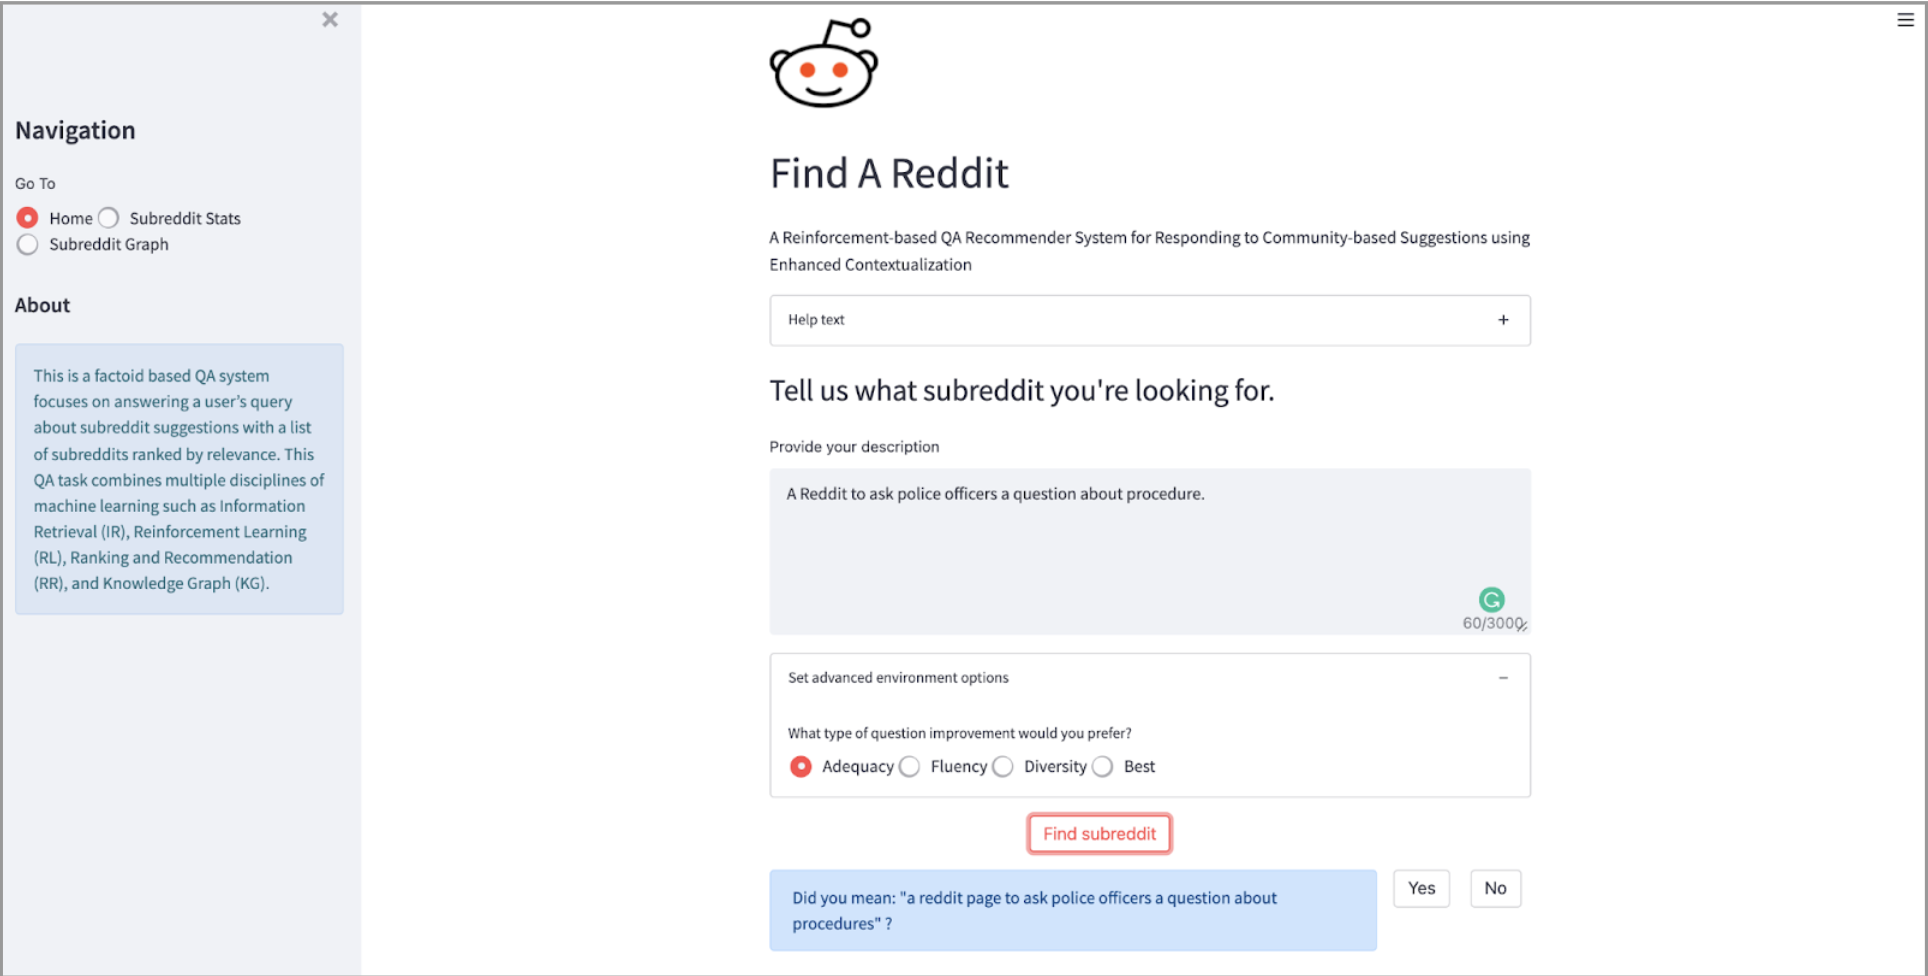 Navigation
Go To
Home Subreddit Stats
Subreddit Graph
About
This is a factoid based QA system
focuses on answering a user's query
about subreddit suggestions with a list
of subreddits ranked by relevance. This
QA task combines multiple disciplines of
machine learning such as Information
Retrieval (IR), Reinforcement Learning
(RL), Ranking and Recommendation
(RR), and Knowledge Graph (KG).
Find A Reddit
A Reinforcement-based QA Recommender System for Responding to Community-based Suggestions using
Enhanced Contextualization
Help text
Tell us what subreddit you're looking for.
Provide your description
A Reddit to ask police officers a question about procedure.
60/3000
Set advanced environment options
What type of question improvement would you prefer?
Adequacy Fluency Diversity Best
Find subreddit
Did you mean: "a reddit page to ask police officers a question about
procedures" ?
Yes No